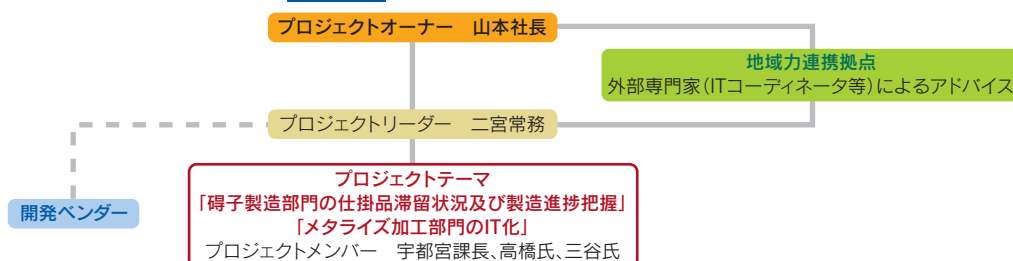 プロジェクトオーナー　山本社長
地域力連携拠点
外部専門家(ITコーディネータ等)によるアドバイス
プロジェクトリーダー　二宮常務
プロジェクトテーマ
「碍子製造部門の仕掛品滞留状況及び製造進捗把握」
「メタライズ加工部門のIT化」
プロジェクトメンバー　宇都宮課長、高橋氏、三谷氏
開発ベンダー